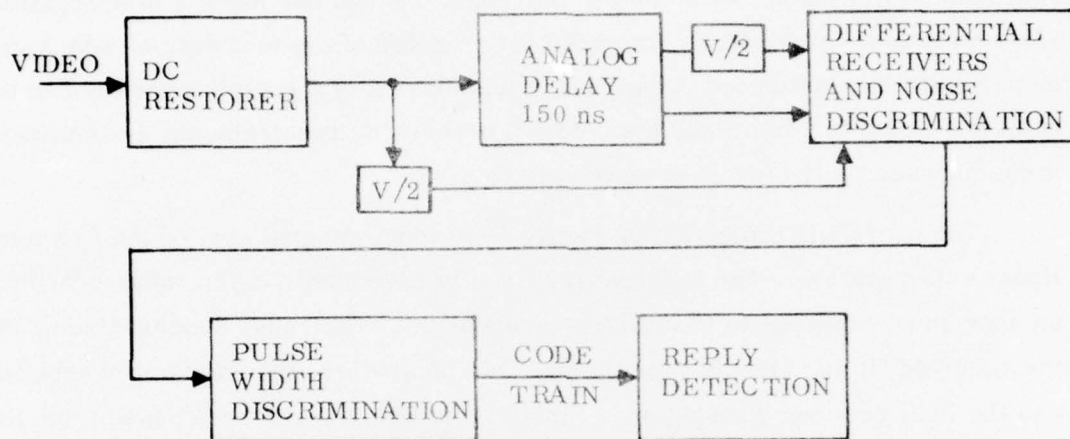 VIDEO
DC
RESTORER
ANALOG
DELAY
150 ns
V/2
DIFFERENTIAL
RECEIVERS
AND NOISE
DISCRIMINATION
V/2
PULSE
WIDTH
DISCRIMINATION
CODE
TRAIN
REPLY
DETECTION